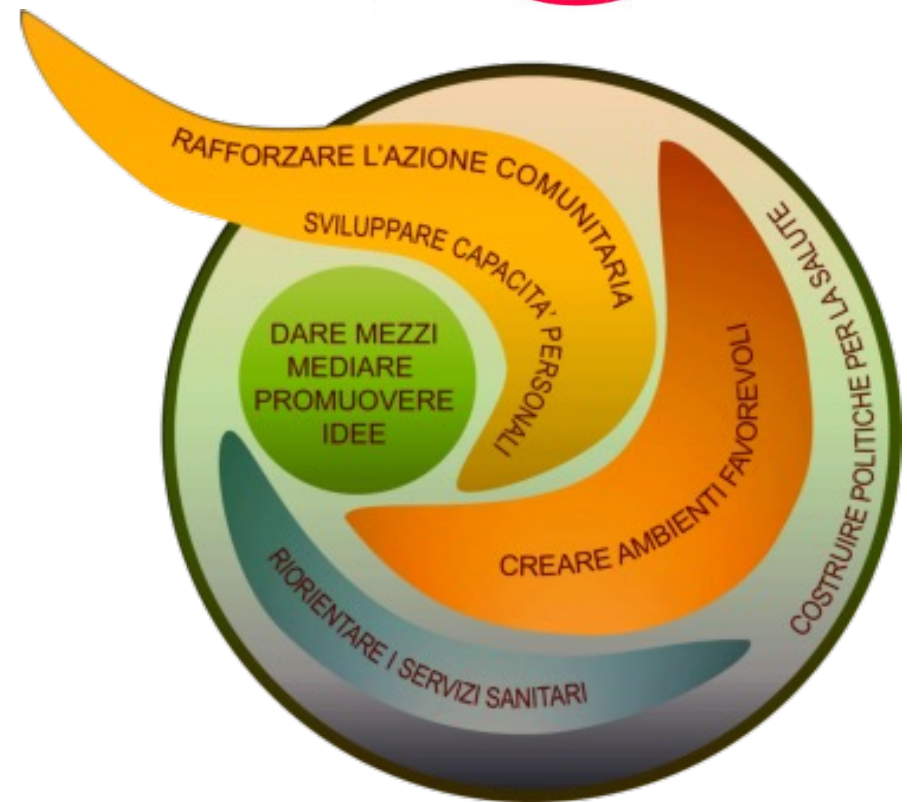 RAFFORZARE L'AZIONE COMUNITARIA
SVILUPPARE CAPACITA' PERSONALI
DARE MEZZI
MEDIARE
PROMUOVERE
IDEE
CREARE AMBIENTI FAVOREVOLI
COSTRUIRE POLITICHE PER LA SALUTE
RIORIENTARE I SERVIZI SANITARI